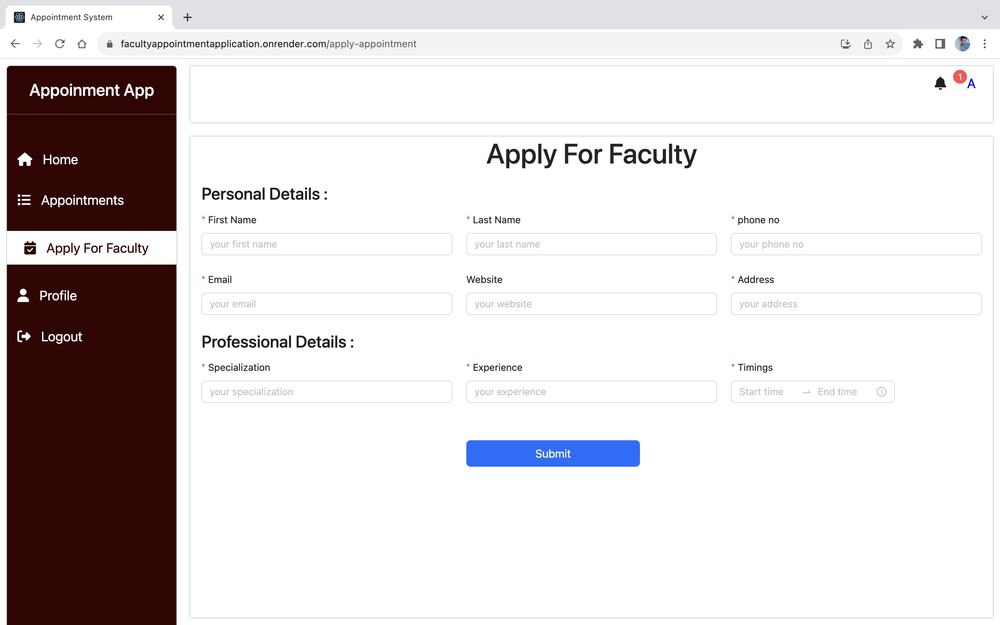 Appointment System
facultyappointmentapplication.onrender.com/apply-appointment
Appoinment App
Home
Appointments
Apply For Faculty
Profile
Logout
1
A
Apply For Faculty
Personal Details :
* First Name
your first name
* Last Name
your last name
* phone no
your phone no
* Email
your email
Website
your website
* Address
your address
Professional Details :
* Specialization
your specialization
* Experience
your experience
* Timings
Start time → End time
Submit